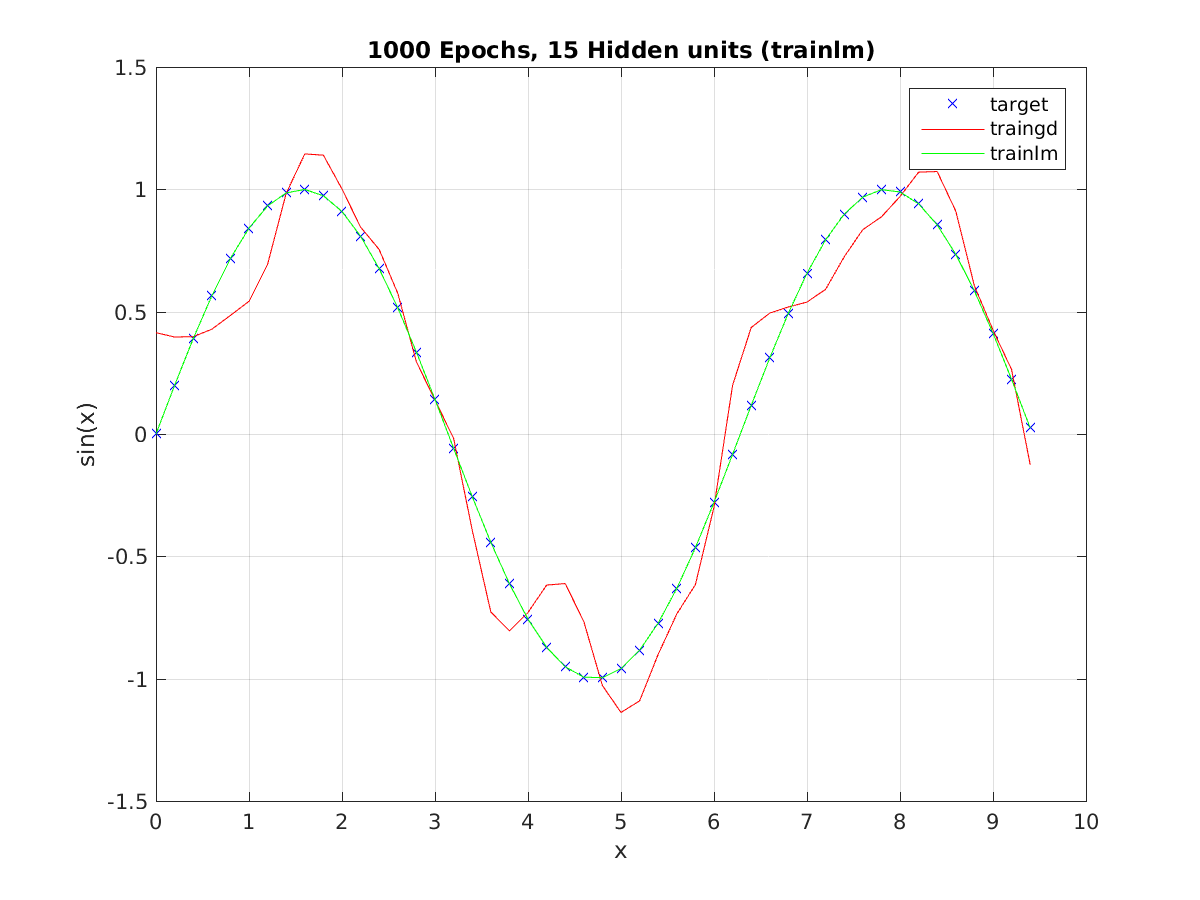 1000 Epochs, 15 Hidden units (trainlm)
1.5
target
traingd
trainlm
1
0.5
0
-0.5
-1
-1.5
sin(x)
0 1 2 3 4 5 6 7 8 9 10
x